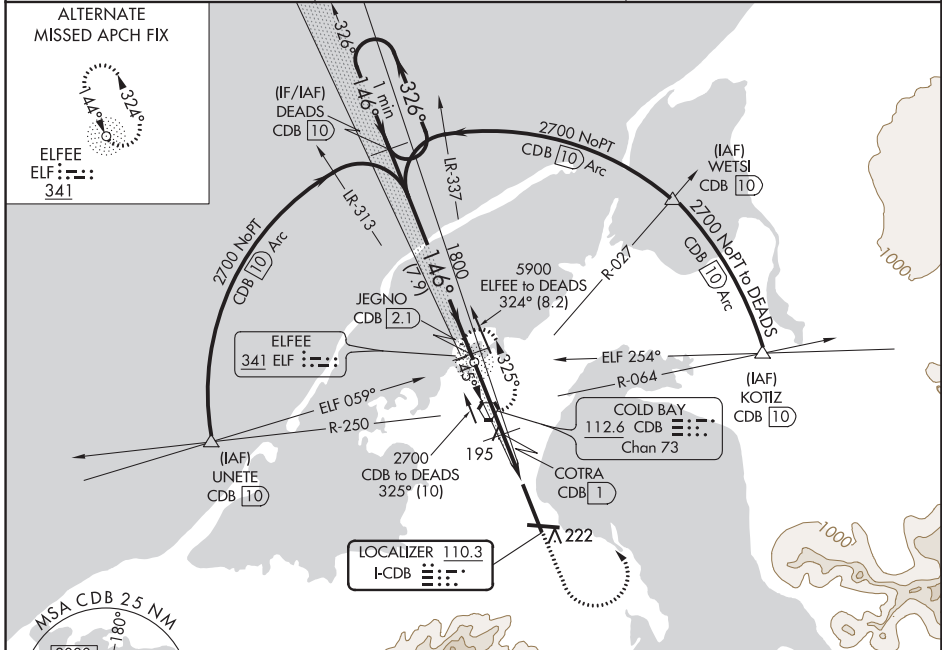 ALTERNATE
MISSED APCH FIX
144°
324°
ELFEE
ELF
341
326°
1 min
146°
326°
(IF/IAF)
DEADS
CDB 10
LR-313
LR-337
2700 NoPT
CDB 10 Arc
(IAF)
WETSI
CDB 10
2700 NoPT to DEADS
CDB 10 Arc
R-027
1000
2700 NoPT
CDB 10 Arc
146°
1800
(7.9)
5900
ELFEE to DEADS
324° (8.2)
JEGNO
CDB 2.1
ELFEE
341 ELF
145°
325°
ELF 254°
R-064
(IAF)
KOTIZ
CDB 10
ELF 059°
R-250
COLD BAY
112.6 CDB
Chan 73
(IAF)
UNETE
CDB 10
2700
CDB to DEADS
325° (10)
195
COTRA
CDB 1
222
LOCALIZER 110.3
I-CDB
1000
MSA CDB 25 NM
180°